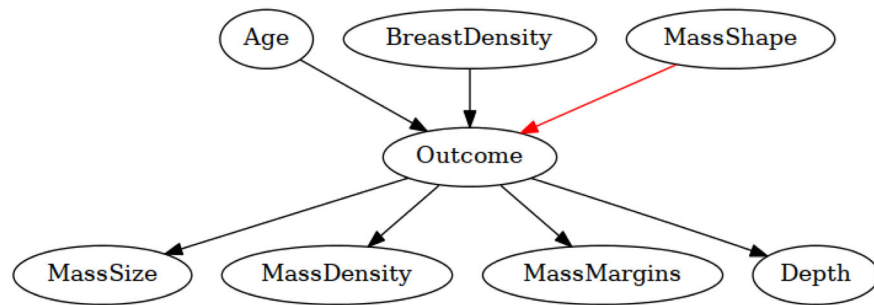 Age
BreastDensity
MassShape
Outcome
MassSize
MassDensity
MassMargins
Depth